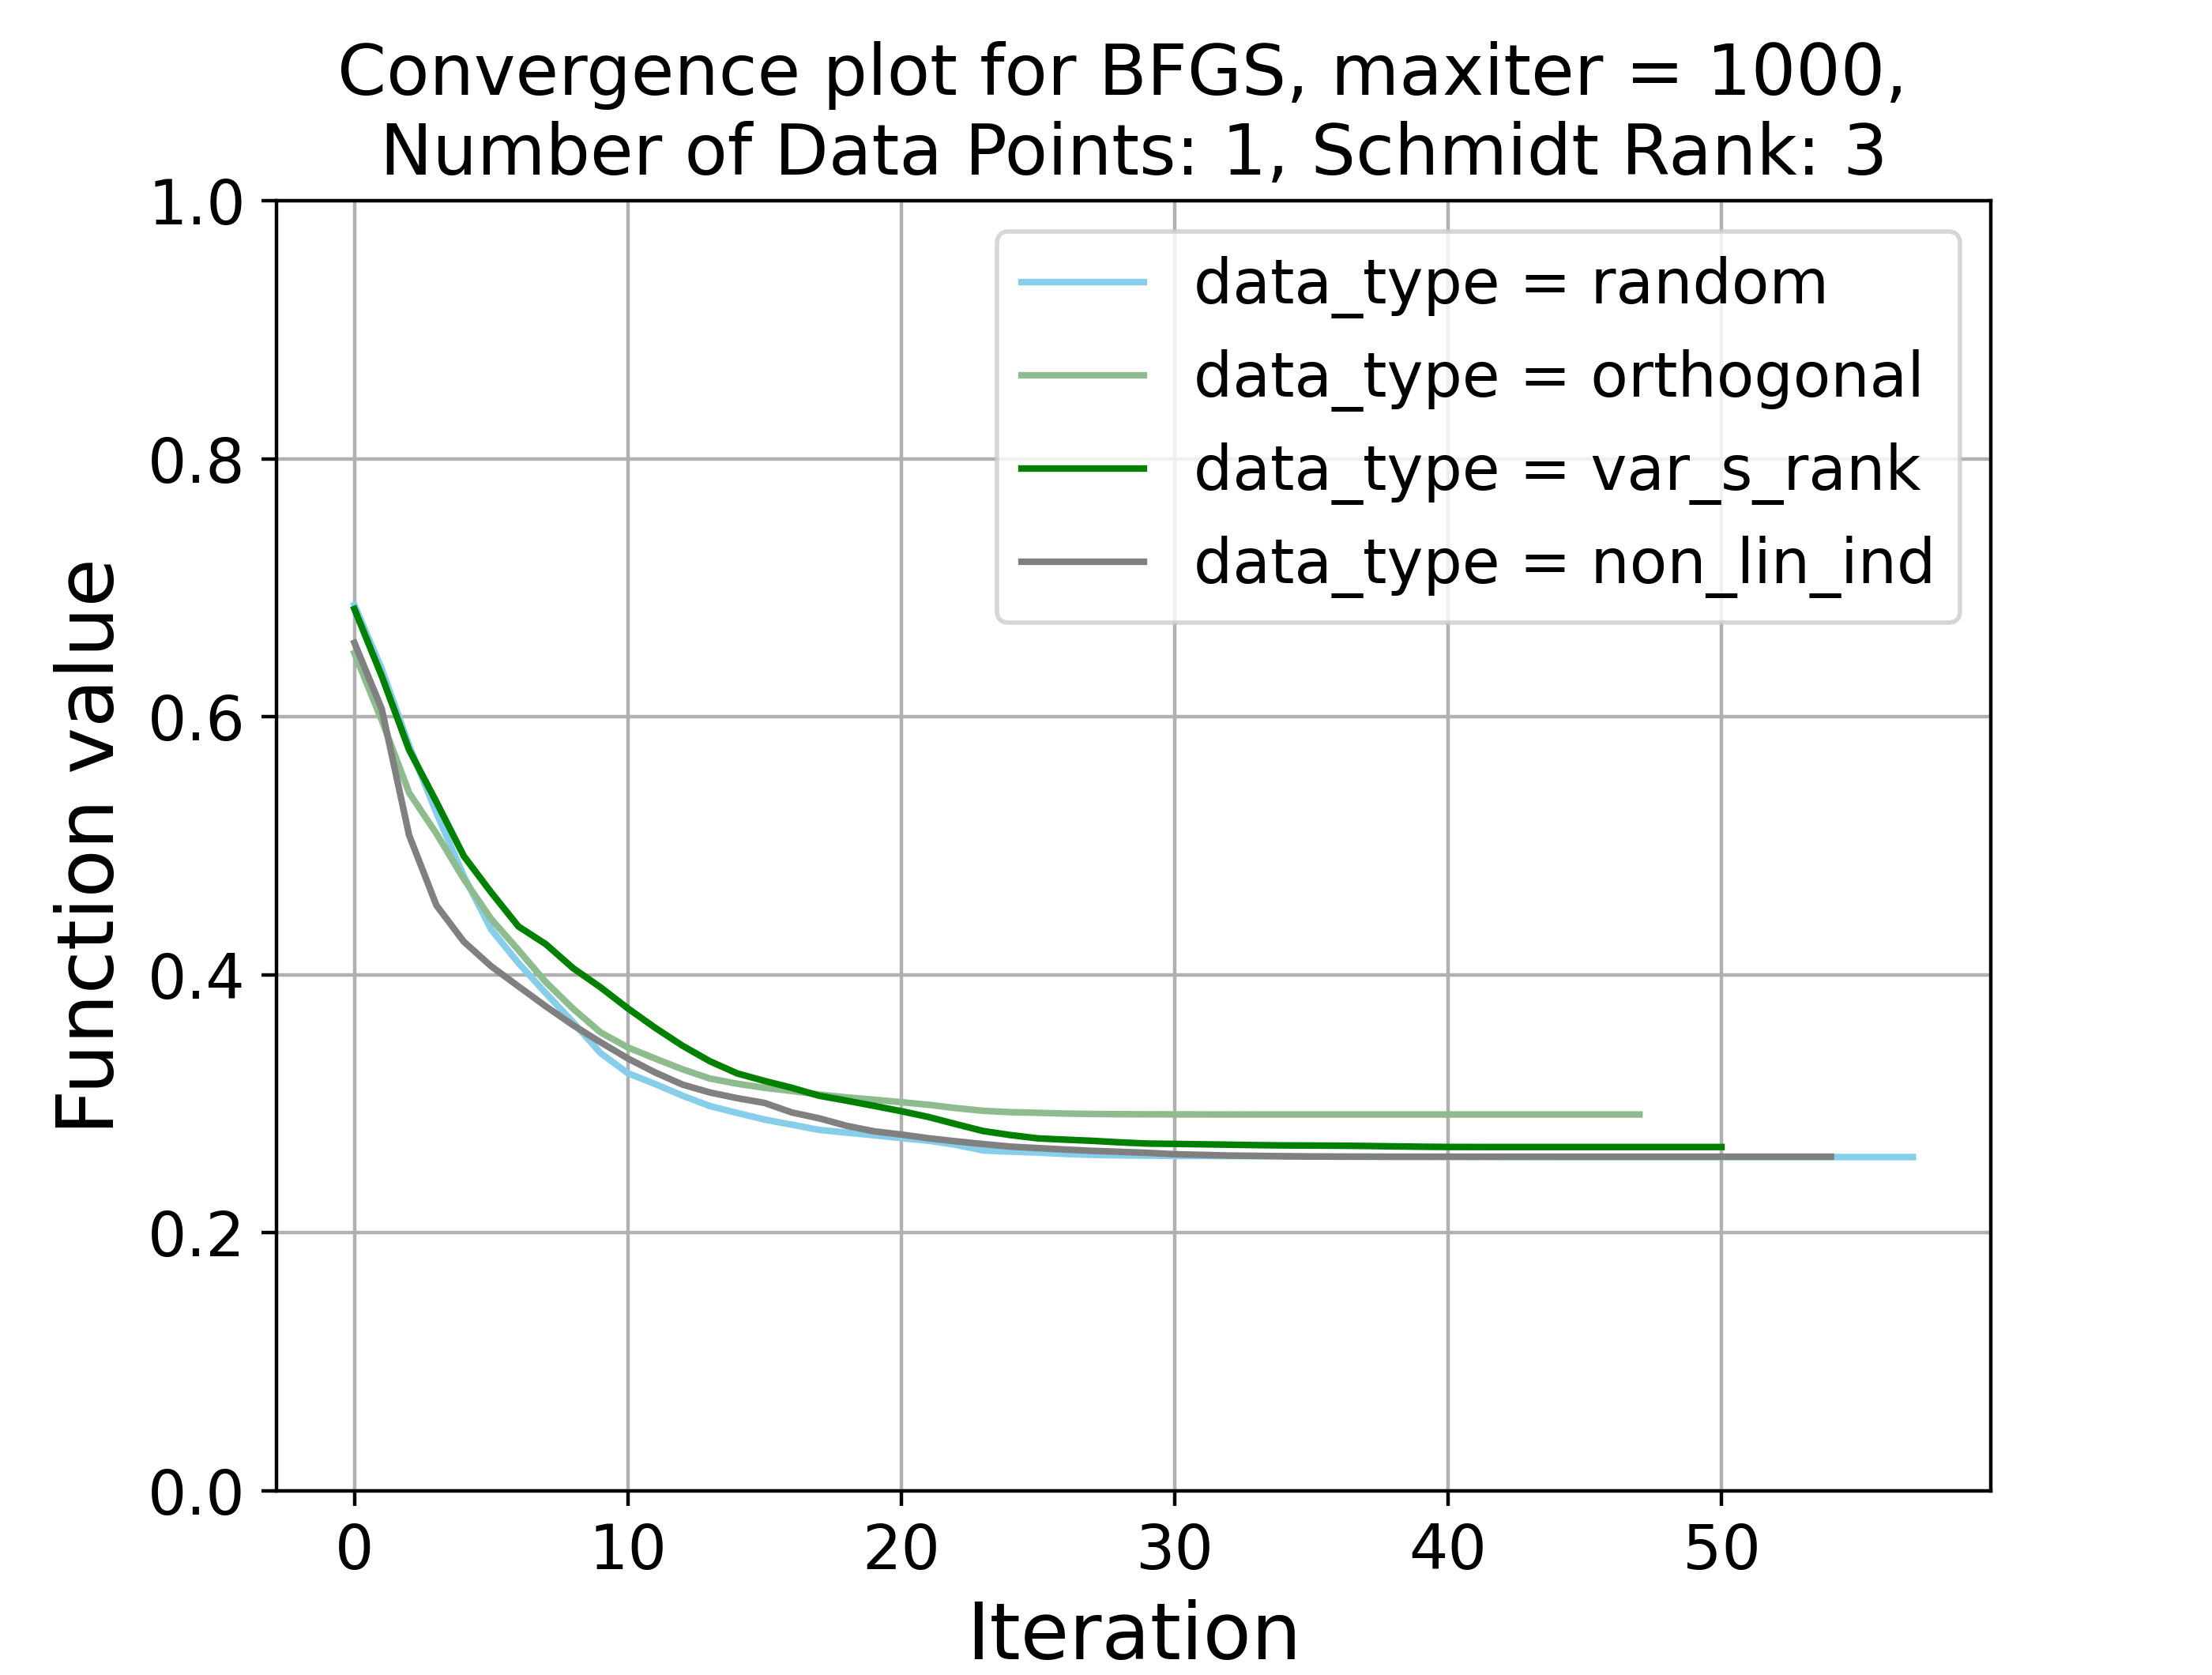 Convergence plot for BFGS, maxiter = 1000,
Number of Data Points: 1, Schmidt Rank: 3
1.0
0.8
0.6
0.4
0.2
0.0
Function value
data_type = random
data_type = orthogonal
data_type = var_s_rank
data_type = non_lin_ind
0 10 20 30 40 50
Iteration